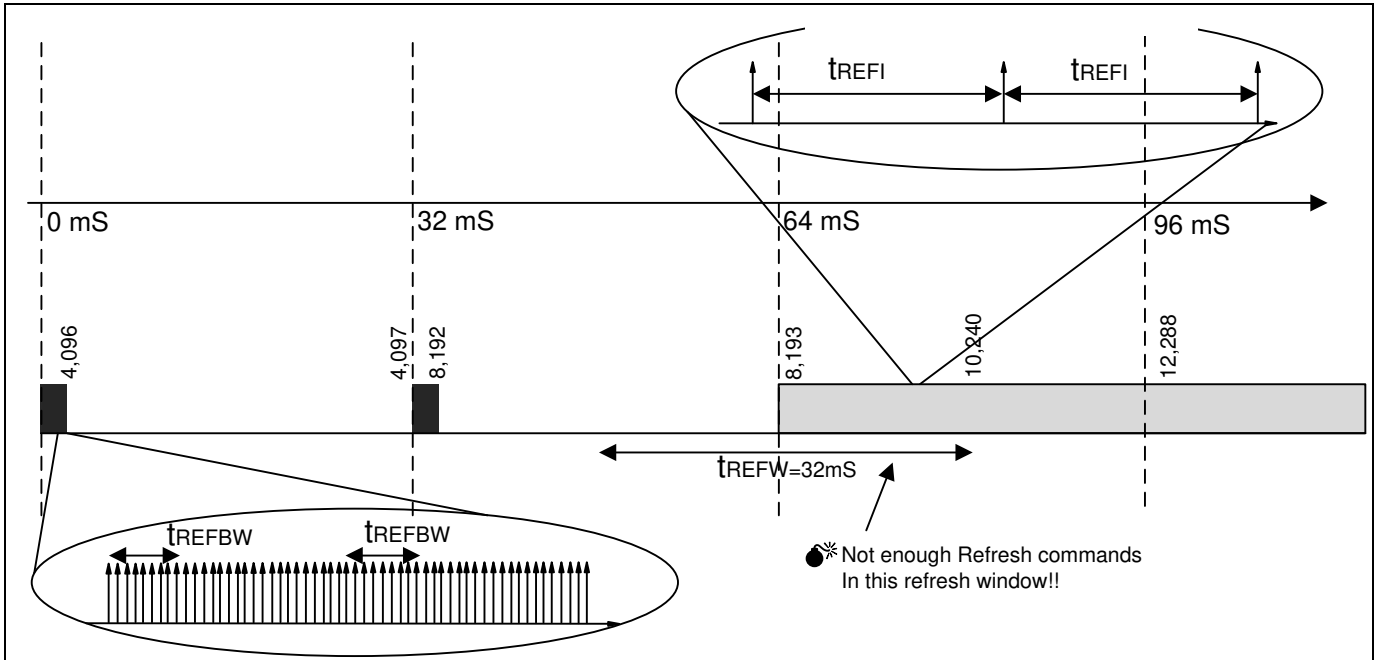 tREFI
tREFI
0 mS
32 mS
64 mS
96 mS
4,096
4,097
8,192
8,193
10,240
12,288
tREFW=32mS
tREFBW
tREFBW
Not enough Refresh commands
In this refresh window!!